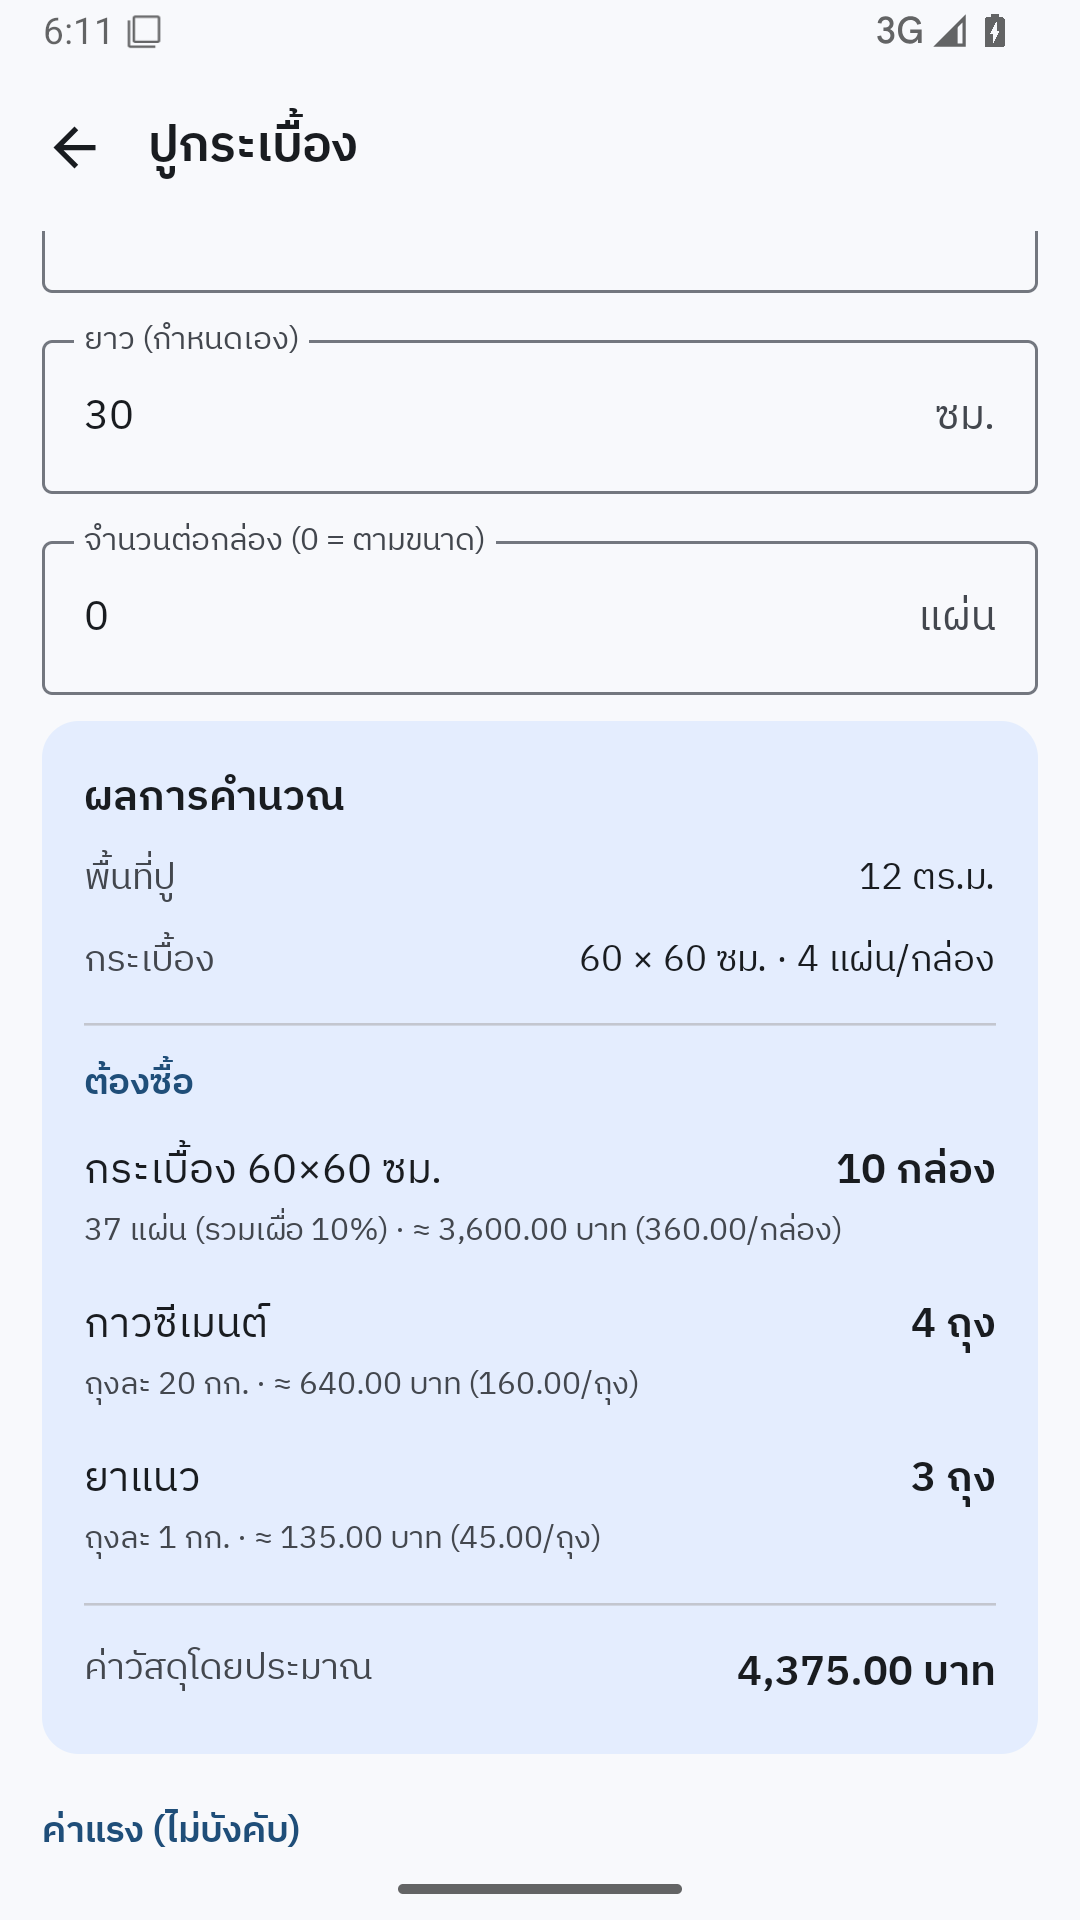 6:11
3G
ปูกระเบื้อง
ยาว (กำหนดเอง)
30 ซม.
จำนวนต่อกล่อง (0 = ตามขนาด)
0 แผ่น
ผลการคำนวณ
พื้นที่ปู 12 ตร.ม.
กระเบื้อง 60 × 60 ซม. · 4 แผ่น/กล่อง
ต้องซื้อ
กระเบื้อง 60×60 ซม. 10 กล่อง
37 แผ่น (รวมเผื่อ 10%) · ≈ 3,600.00 บาท (360.00/กล่อง)
กาวซีเมนต์ 4 ถุง
ถุงละ 20 กก. · ≈ 640.00 บาท (160.00/ถุง)
ยาแนว 3 ถุง
ถุงละ 1 กก. · ≈ 135.00 บาท (45.00/ถุง)
ค่าวัสดุโดยประมาณ 4,375.00 บาท
ค่าแรง (ไม่บังคับ)